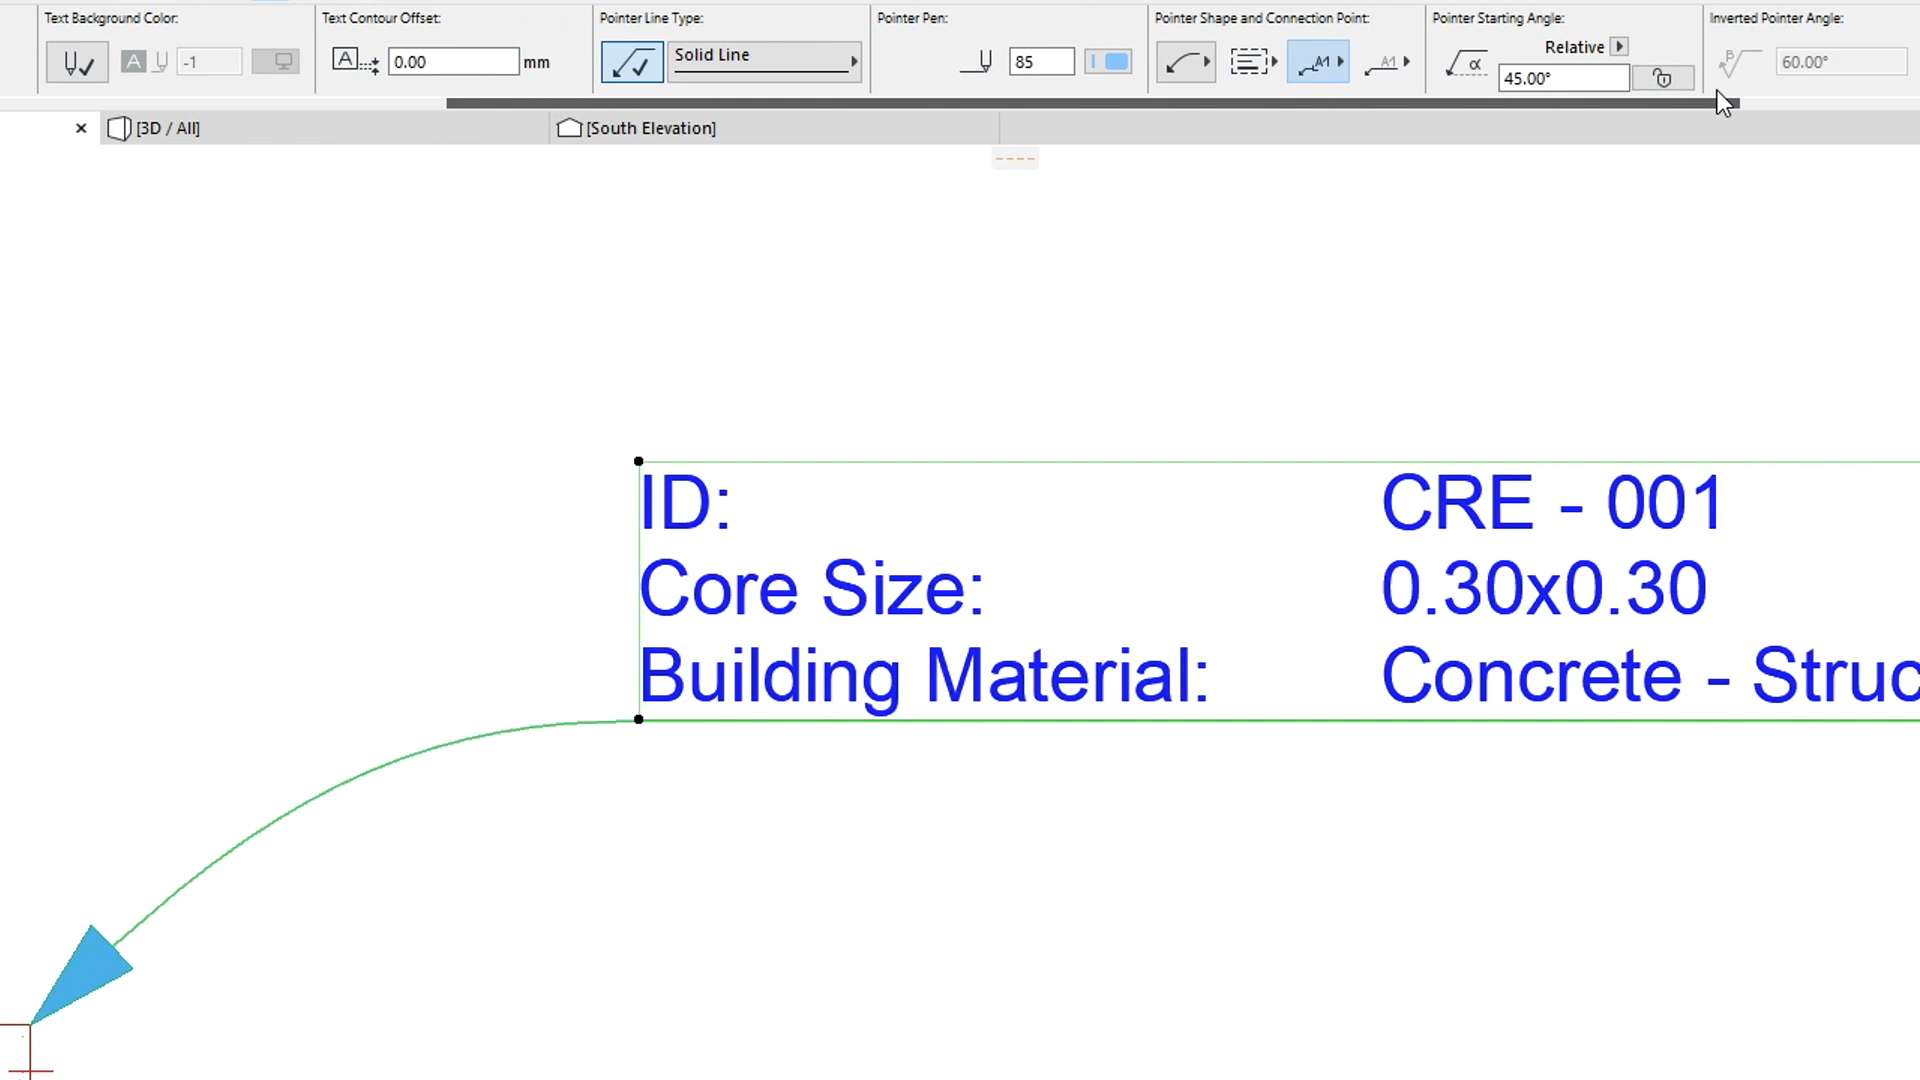 Text Background Color:
-1
Text Contour Offset:
0.00 mm
Pointer Line Type:
Solid Line
Pointer Pen:
85
Pointer Shape and Connection Point:
Pointer Starting Angle:
Relative
α
45.00°
Inverted Pointer Angle:
β
60.00°
[3D / All]
[South Elevation]
ID: CRE - 001
Core Size: 0.30x0.30
Building Material: Concrete - Struc